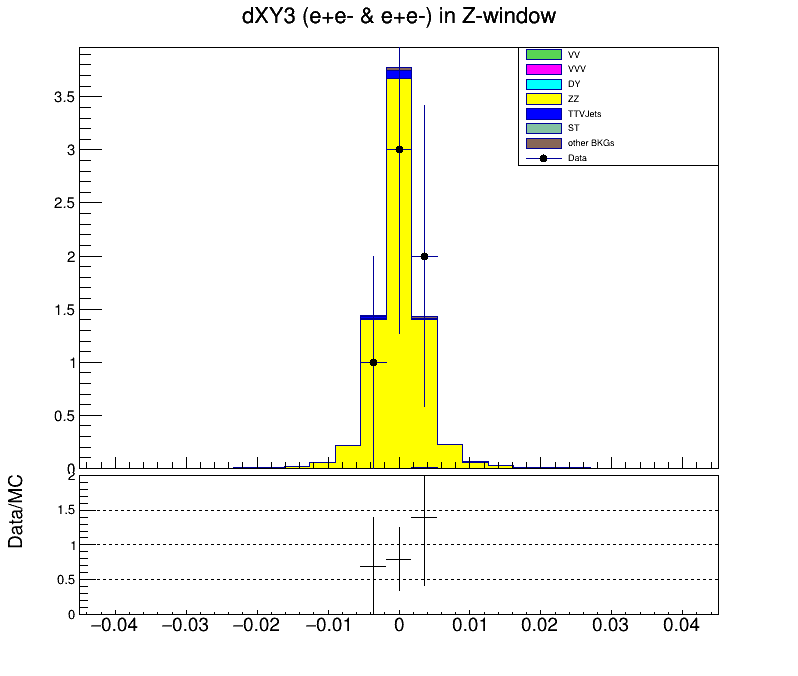 dXY3 (e+e- & e+e-) in Z-window
VV
VVV
DY
ZZ
TTVJets
ST
other BKGs
Data
3.5
3
2.5
2
1.5
1
0.5
0
Data/MC
2
1.5
1
0.5
0
−0.04 −0.03 −0.02 −0.01 0 0.01 0.02 0.03 0.04